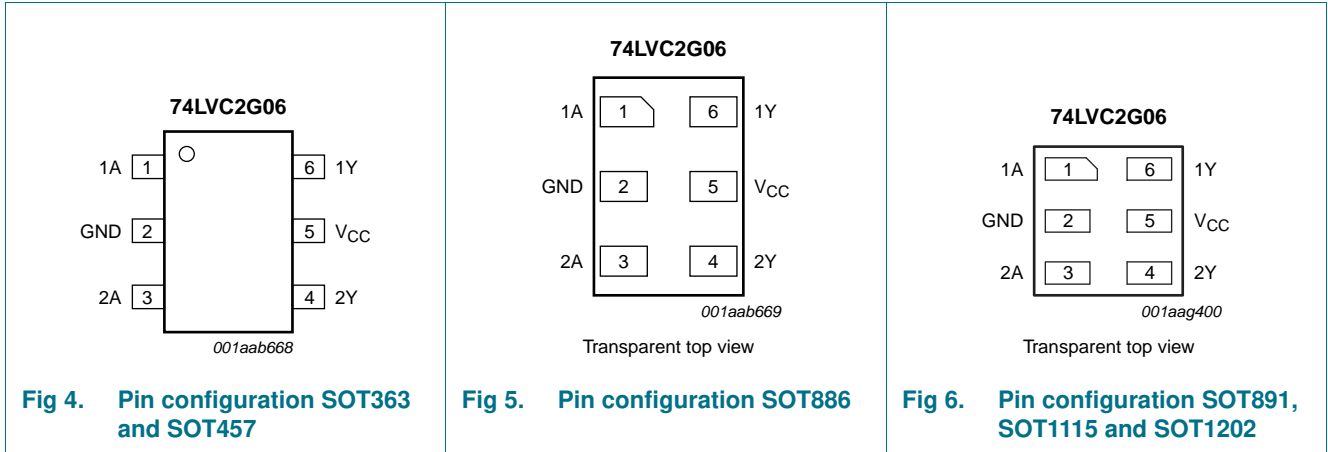 74LVC2G06
1A 1 6 1Y
GND 2 5 VCC
2A 3 4 2Y
001aab668
Fig 4. Pin configuration SOT363
and SOT457
74LVC2G06
1A 1 6 1Y
GND 2 5 VCC
2A 3 4 2Y
001aab669
Transparent top view
Fig 5. Pin configuration SOT886
74LVC2G06
1A 1 6 1Y
GND 2 5 VCC
2A 3 4 2Y
001aag400
Transparent top view
Fig 6. Pin configuration SOT891,
SOT1115 and SOT1202